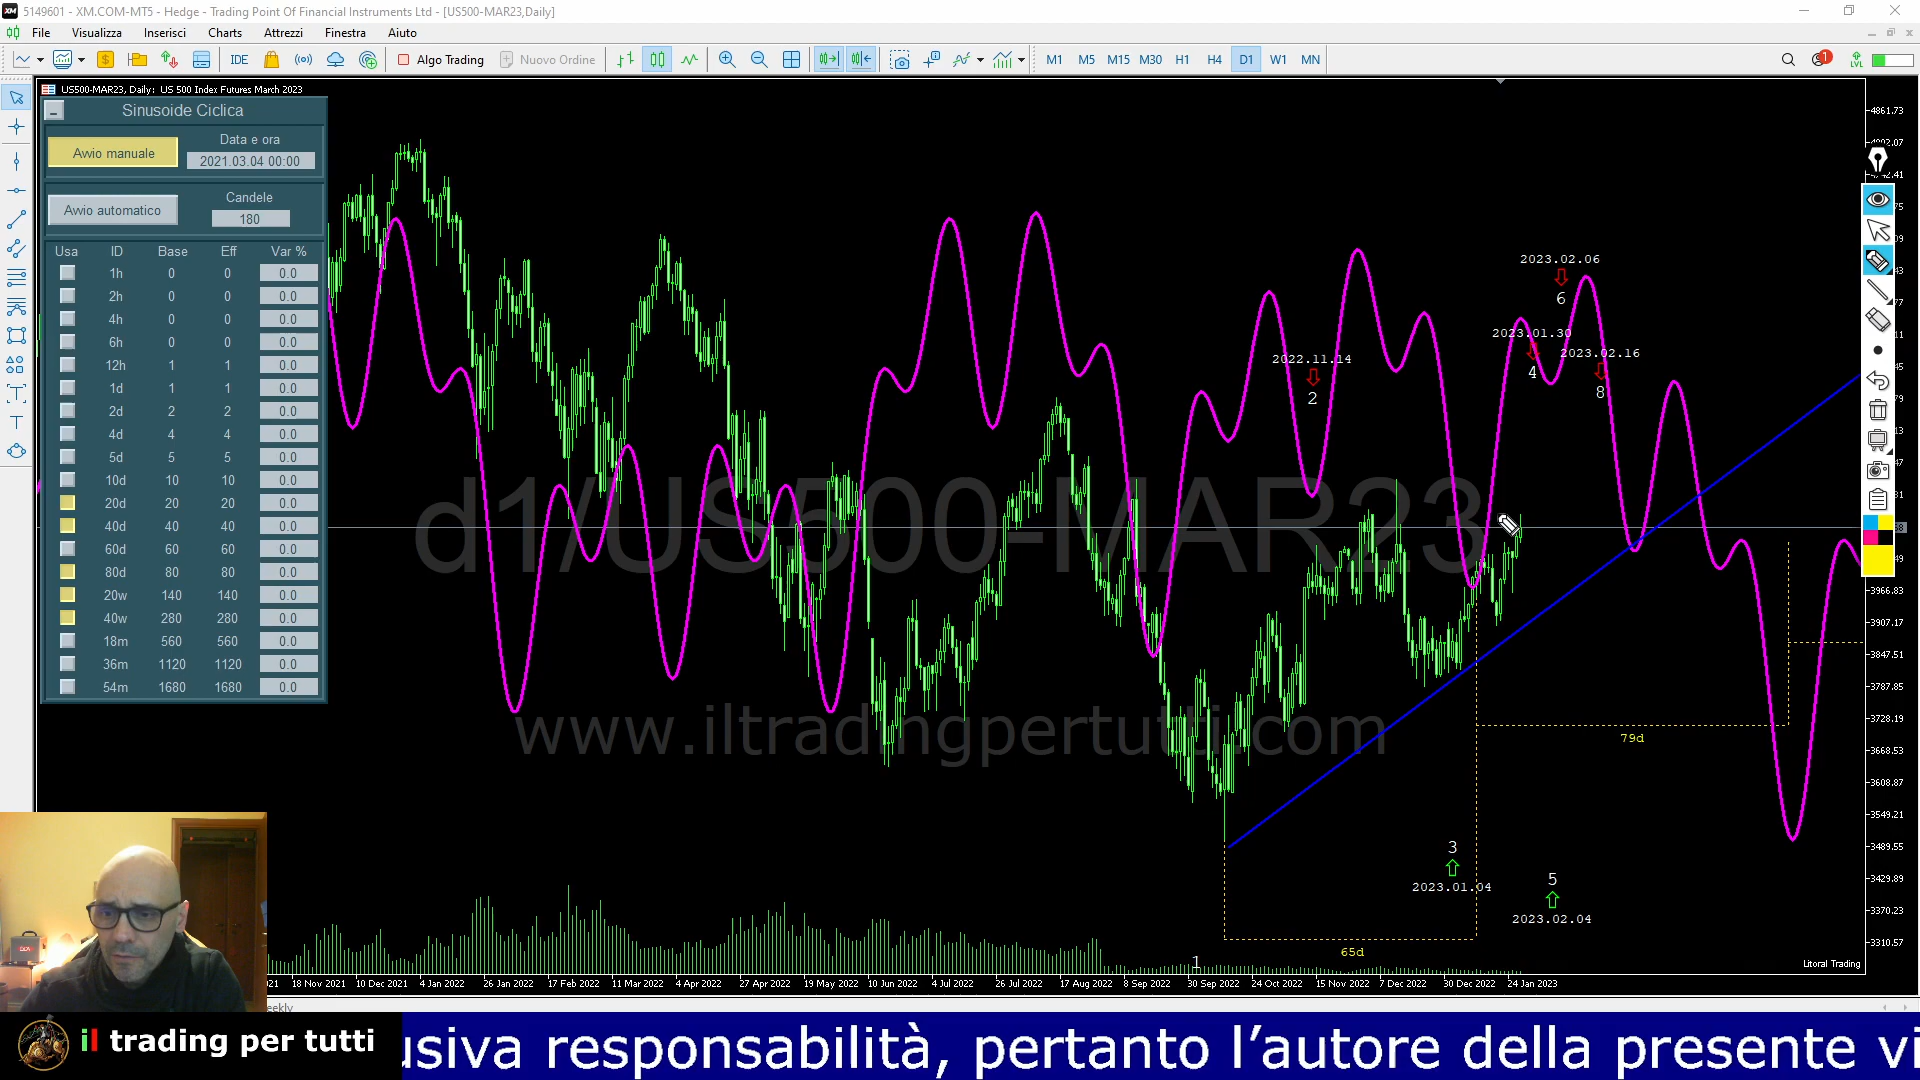 5149601 - XM.COM-MT5 - Hedge - Trading Point Of Financial Instruments Ltd - [US500-MAR23,Daily]
File Visualizza Inserisci Charts Attrezzi Finestra Aiuto
IDE Algo Trading Nuovo Ordine M1 M5 M15 M30 H1 H4 D1 W1 MN 1 LVL
US500-MAR23, Daily: US 500 Index Futures March 2023
Sinusoide Ciclica
Avvio manuale
Data e ora
2021.03.04 00:00
Avvio automatico
Candele
180
Usa ID Base Eff Var %
1h 0 0 0.0
2h 0 0 0.0
4h 0 0 0.0
6h 0 0 0.0
12h 1 1 0.0
1d 1 1 0.0
2d 2 2 0.0
4d 4 4 0.0
5d 5 5 0.0
10d 10 10 0.0
20d 20 20 0.0
40d 40 40 0.0
60d 60 60 0.0
80d 80 80 0.0
20w 140 140 0.0
40w 280 280 0.0
18m 560 560 0.0
36m 1120 1120 0.0
54m 1680 1680 0.0
d1/US500-MAR23
www.iltradingpertutti.com
2022.11.14
2
2023.02.06
6
2023.01.30
4
2023.02.16
8
79d
3
2023.01.04
5
2023.02.04
65d
1
4861.73
3966.83
3907.17
3847.51
3787.85
3728.19
3668.53
3608.87
3549.21
3489.55
3429.89
3370.23
3310.57
Litoral Trading
18 Nov 2021 10 Dec 2021 4 Jan 2022 26 Jan 2022 17 Feb 2022 11 Mar 2022 4 Apr 2022 27 Apr 2022 19 May 2022 10 Jun 2022 4 Jul 2022 26 Jul 2022 17 Aug 2022 8 Sep 2022 30 Sep 2022 24 Oct 2022 15 Nov 2022 7 Dec 2022 30 Dec 2022 24 Jan 2023
il trading per tutti
usiva responsabilità, pertanto l’autore della presente vi